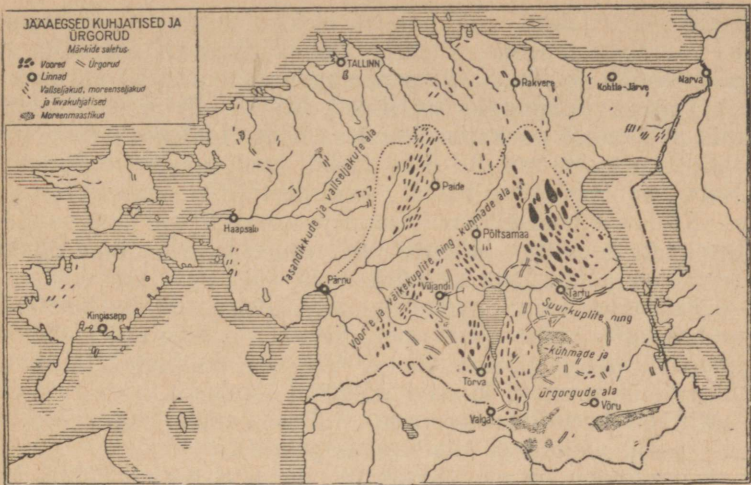 JÄÄAEGSED KUHJATISED JA
ÜRGORUD
Märkide seletus:
Voored
Ürgorud
Linnad
Vallseljakud, moreenseljakud
ja liivakuhjatised
Moreenmaastikud
TALLINN
Rakvere
Kohtla-Järve
Narva
Tasandikkude ja vallseljakute ala
Paide
Haapsalu
Põltsamaa
Voorte ja väikekuplite ning -kühmade ala
Pärnu
Viljandi
Tartu
Kingissepp
Suurkuplite ning
-kühmade ja
Tõrva
ürgorgude ala
Valga
Võru